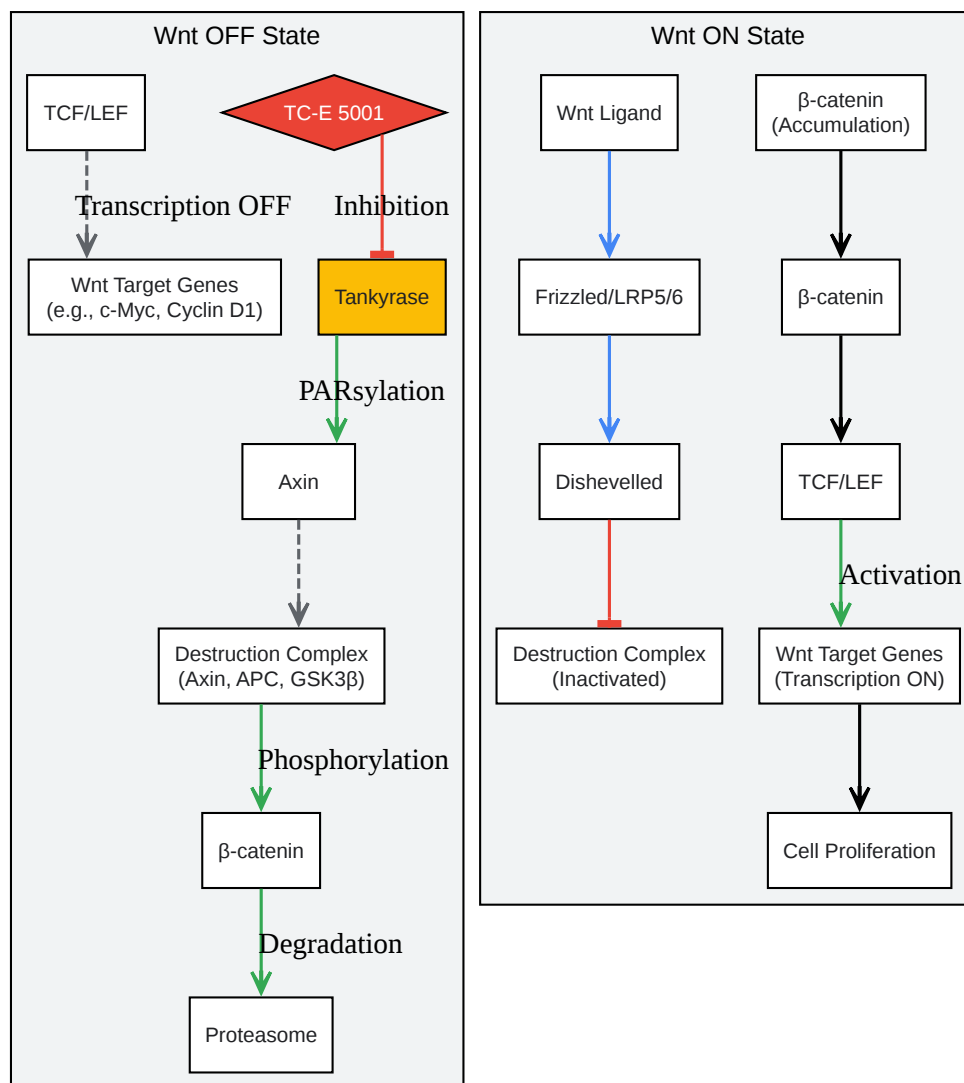 Wnt OFF State
TCF/LEF
TC-E 5001
Transcription OFF
Inhibition
Wnt Target Genes
(e.g., c-Myc, Cyclin D1)
Tankyrase
PARsylation
Axin
Destruction Complex
(Axin, APC, GSK3β)
Phosphorylation
β-catenin
Degradation
Proteasome
Wnt ON State
Wnt Ligand
Frizzled/LRP5/6
Dishevelled
Destruction Complex
(Inactivated)
β-catenin
(Accumulation)
β-catenin
TCF/LEF
Activation
Wnt Target Genes
(Transcription ON)
Cell Proliferation